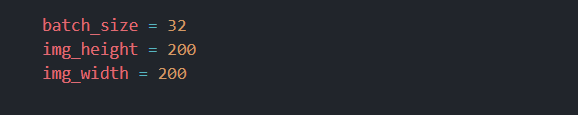 batch_size = 32
img_height = 200
img_width = 200